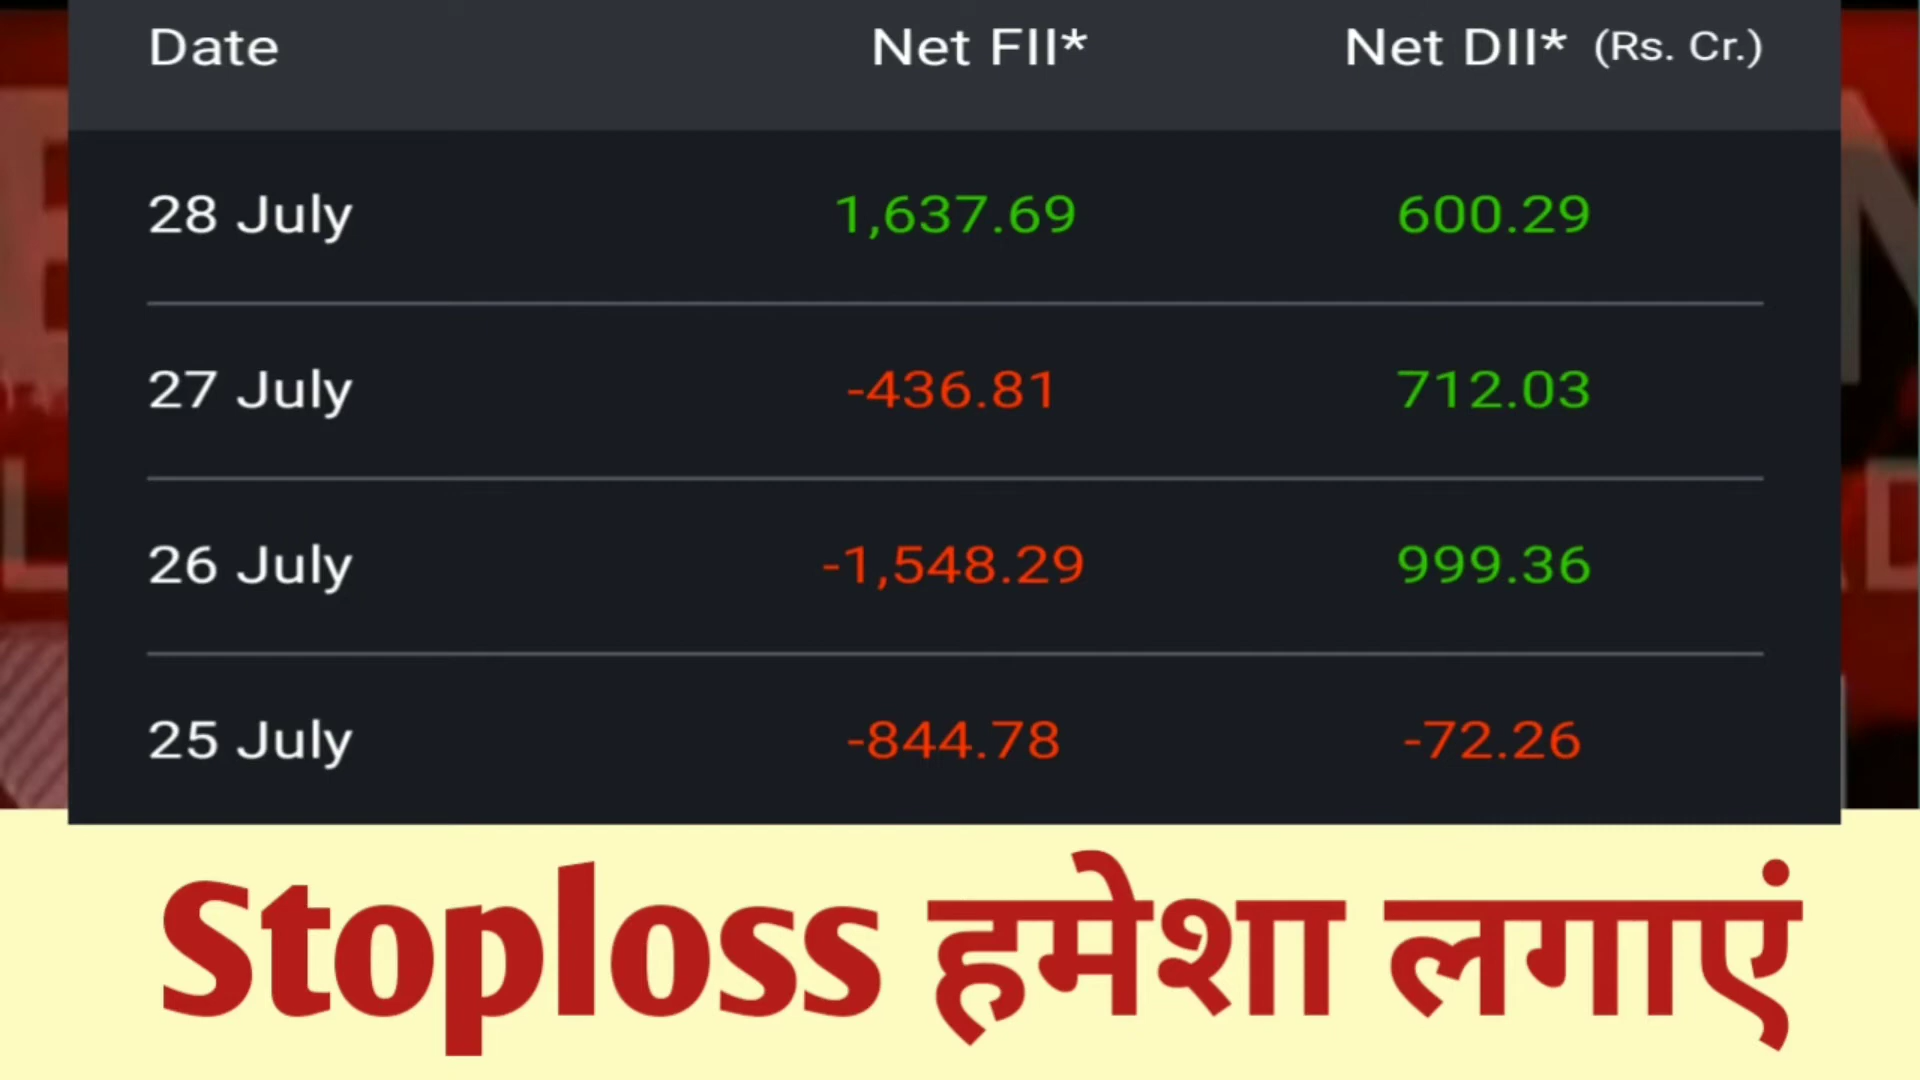 Date Net FII* Net DII* (Rs. Cr.)
28 July 1,637.69 600.29
27 July -436.81 712.03
26 July -1,548.29 999.36
25 July -844.78 -72.26
Stoploss हमेशा लगाएं